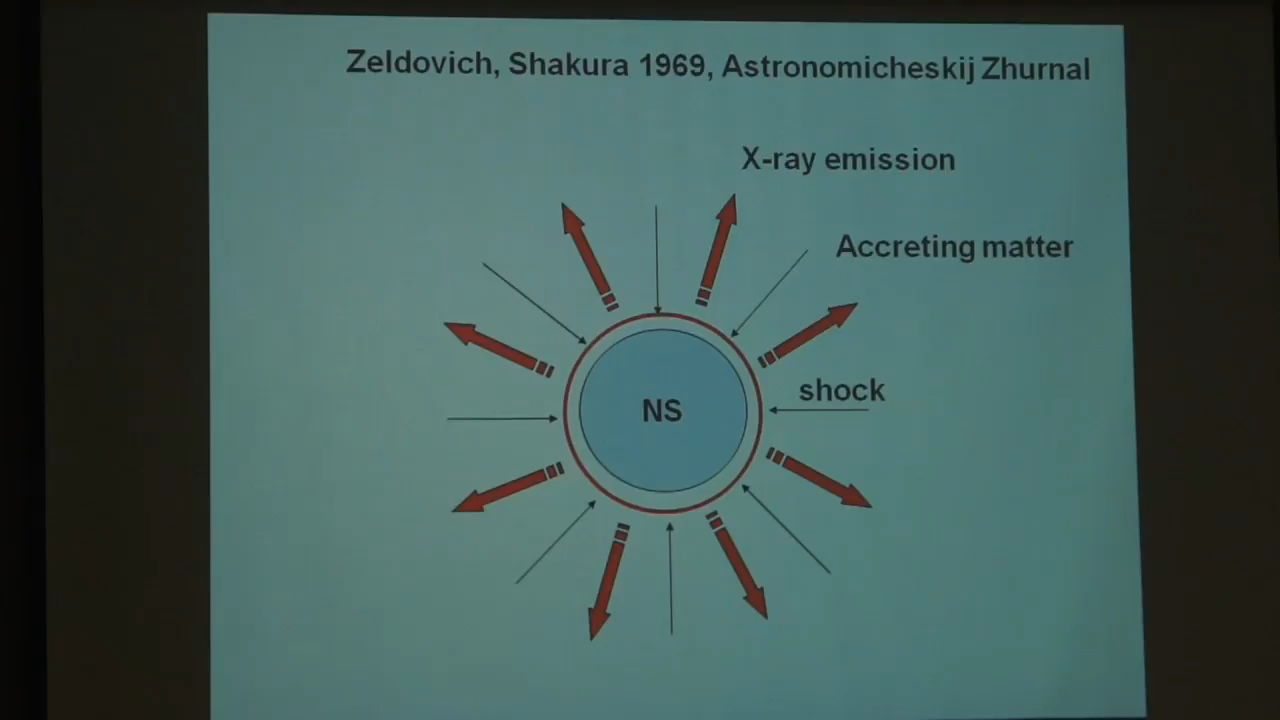 Zeldovich, Shakura 1969, Astronomicheskij Zhurnal
X-ray emission
Accreting matter
shock
NS